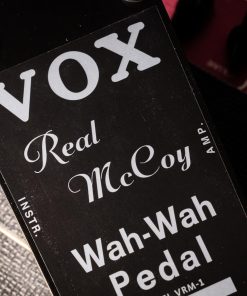 VOX
Real
McCoy
INSTR.
AMP.
Wah-Wah
Pedal
VRM-1